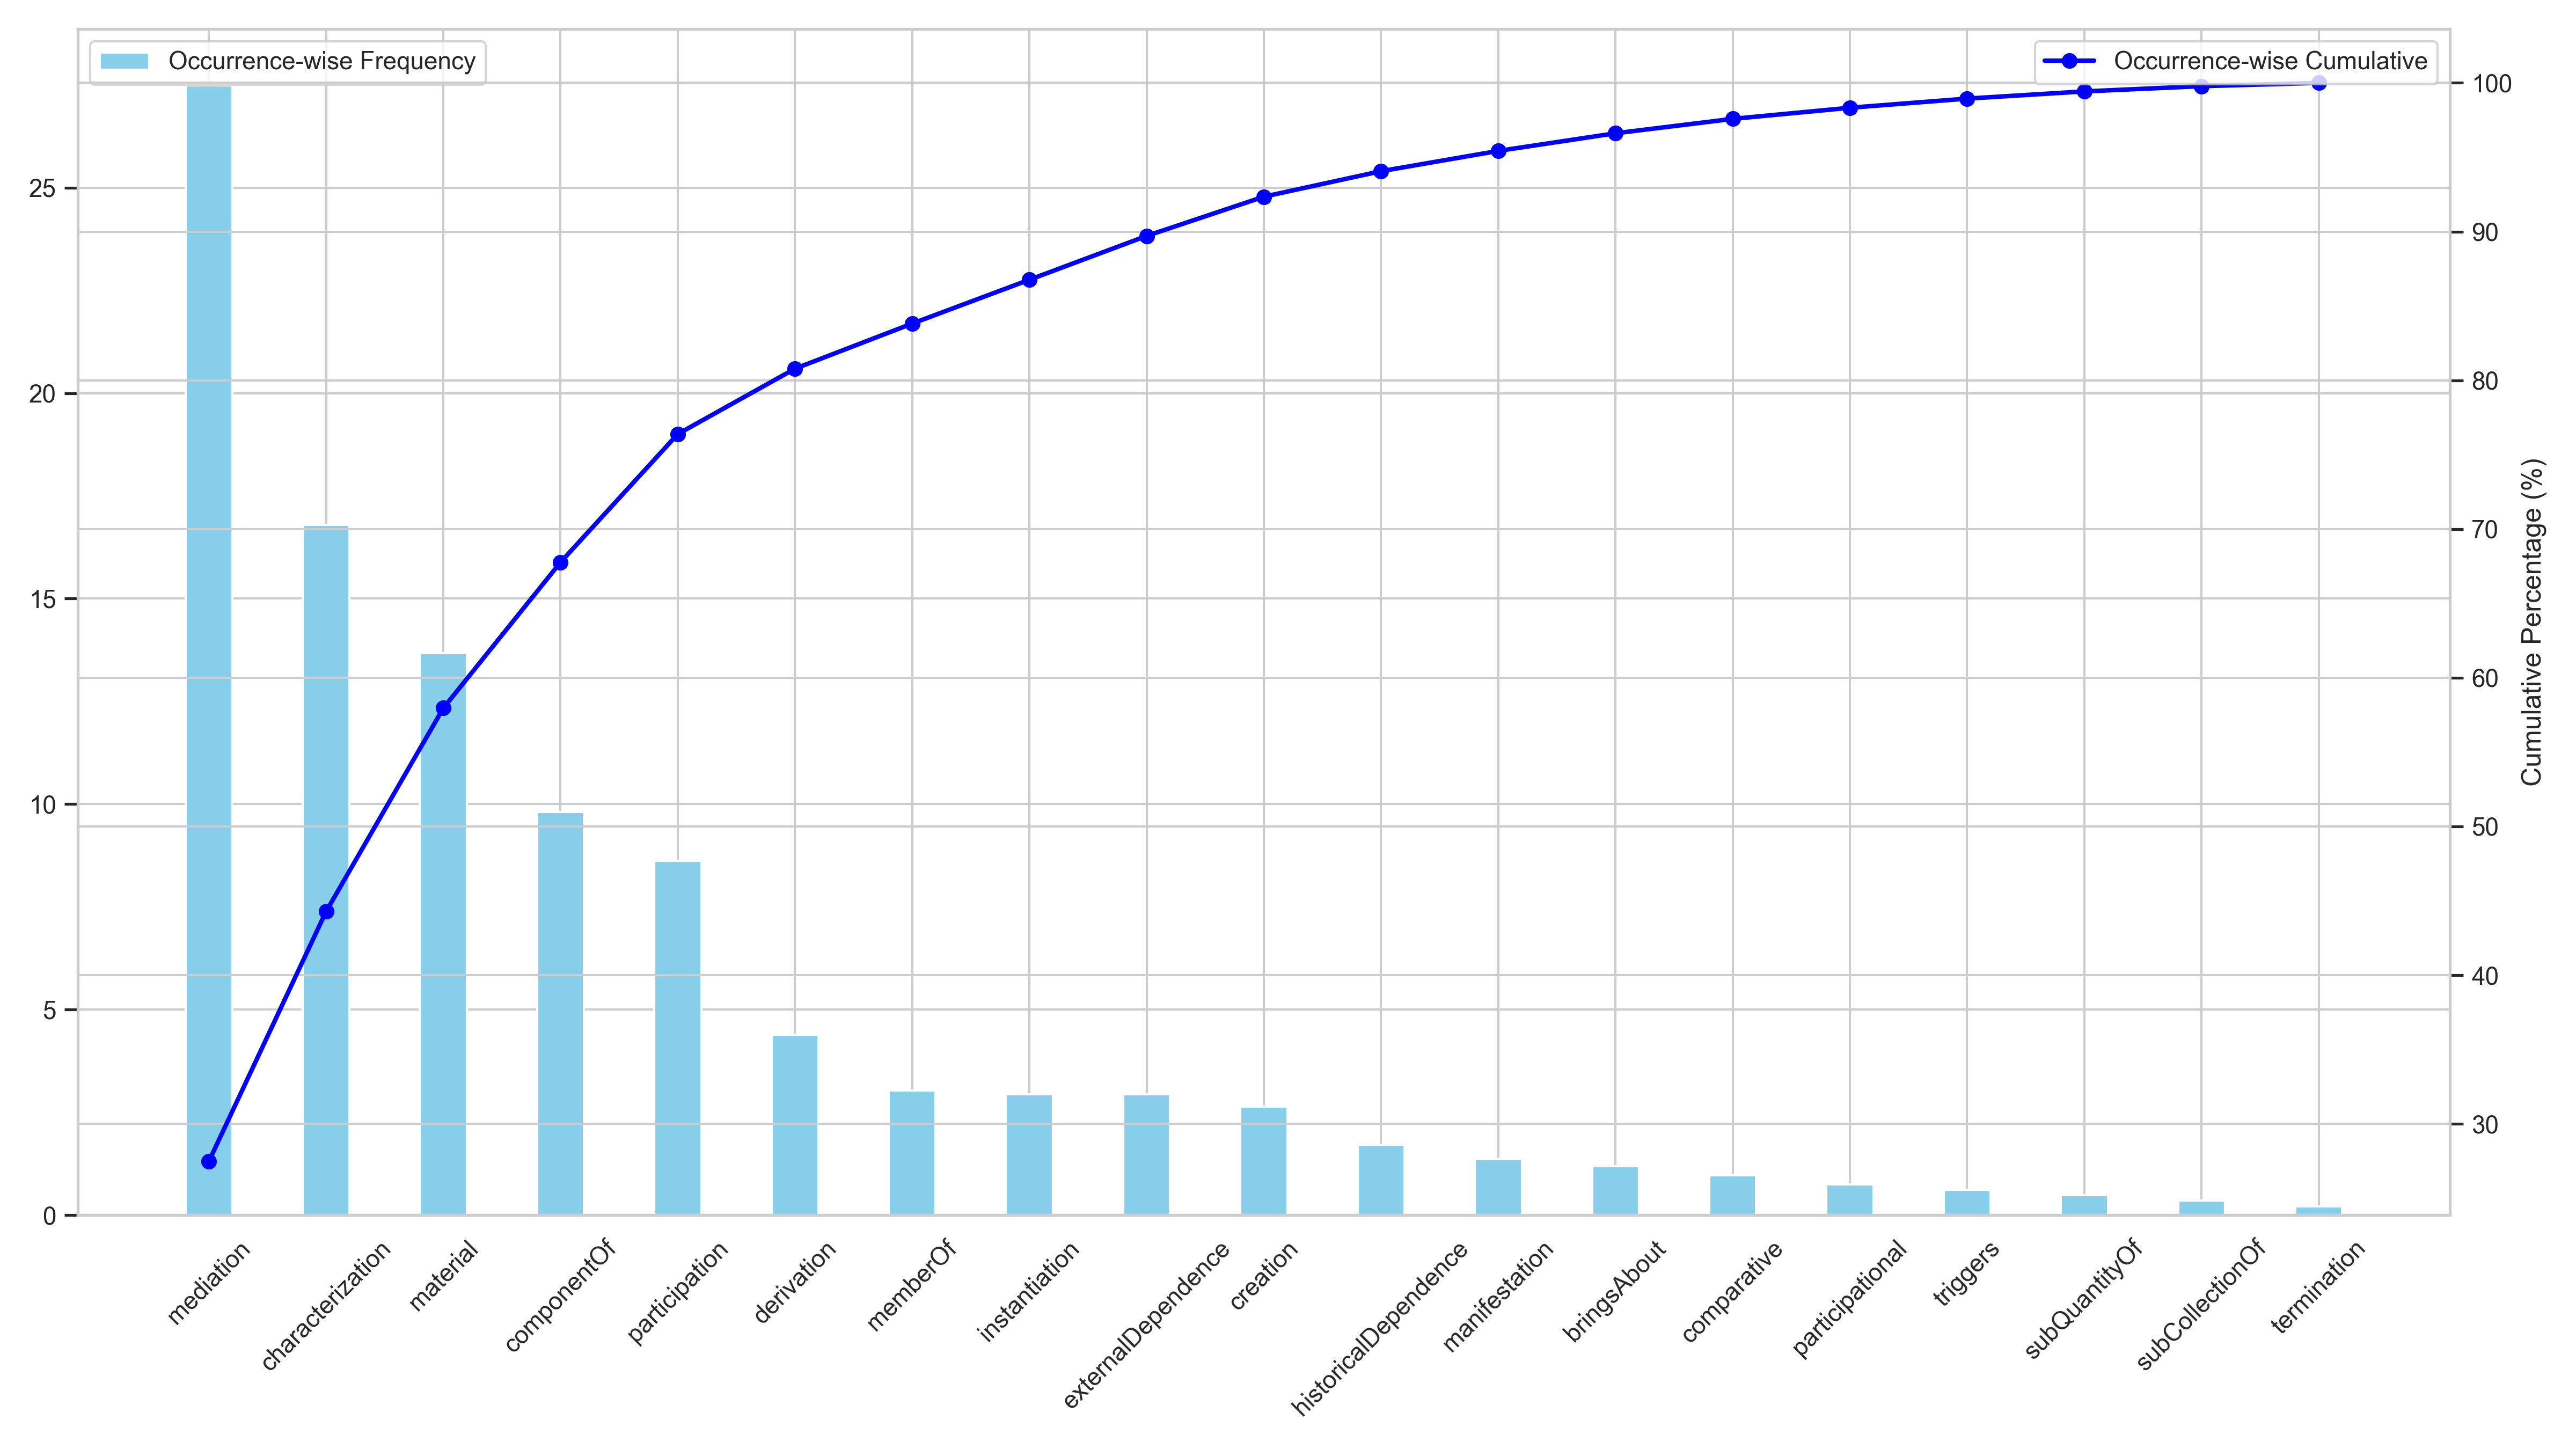 Occurrence-wise Frequency
Occurrence-wise Cumulative
25
20
15
10
5
0
100
90
80
70
60
50
40
30
Cumulative Percentage (%)
mediation
characterization
material
componentOf
participation
derivation
memberOf
instantiation
externalDependence
creation
historicalDependence
manifestation
bringsAbout
comparative
participational
triggers
subQuantityOf
subCollectionOf
termination